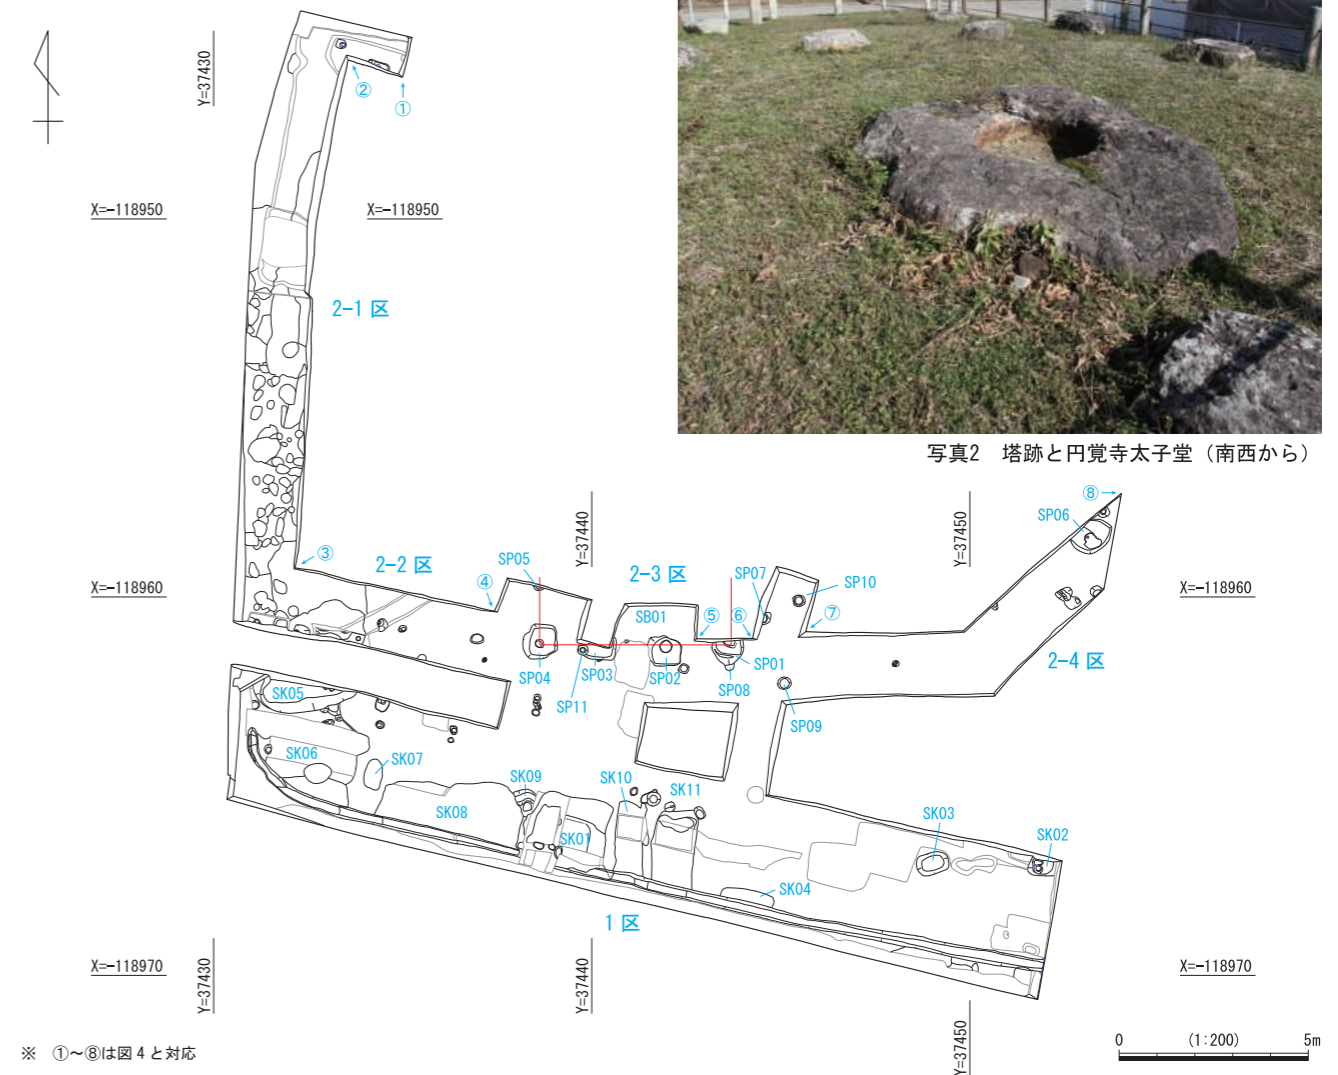 Y=37430
②
①
X=-118950
X=-118950
2-1 区
写真2 塔跡と円覚寺太子堂（南西から）
⑧→
Y=37440
Y=37450
SP06
③
2-2 区
SP05
④
2-3 区
SP07
SP10
X=-118960
X=-118960
SB01
⑤
⑥
⑦
2-4 区
SP04
SP11
SP03
SP02
SP01
SP08
SP09
SK05
SK06
SK07
SK08
SK09
SK01
SK10
SK11
SK03
SK02
SK04
1 区
X=-118970
Y=37430
Y=37440
X=-118970
Y=37450
※ ①～⑧は図 4 と対応
0 (1:200) 5m